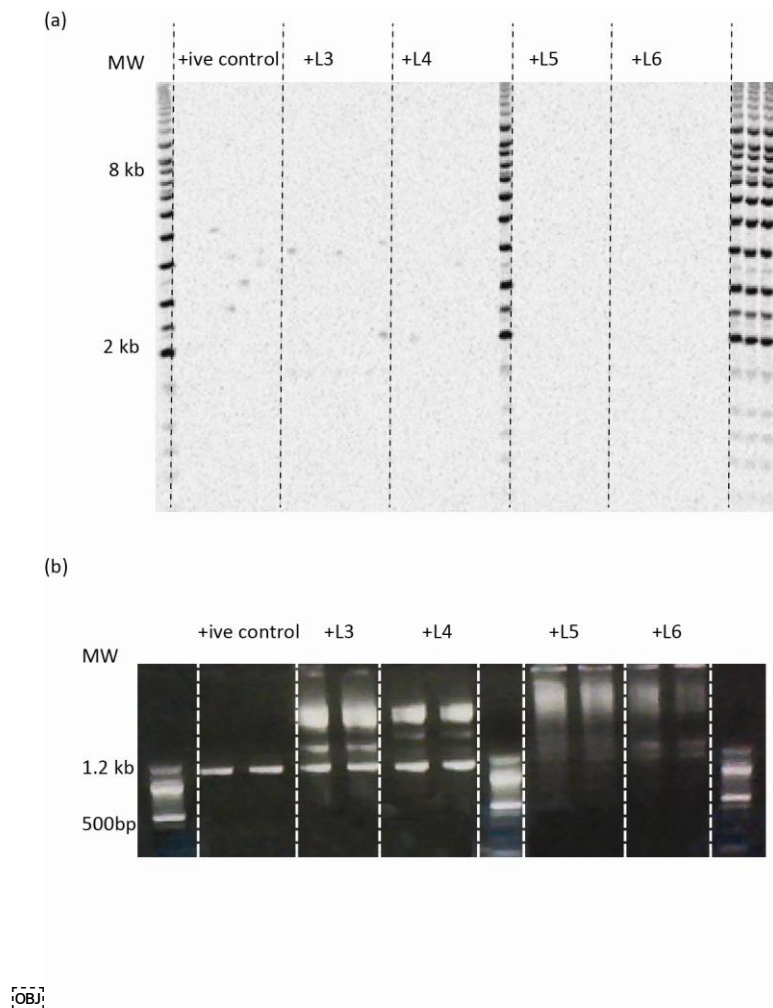 (a)
MW +ive control +L3 +L4 +L5 +L6
8 kb
2 kb
(b)
+ive control +L3 +L4 +L5 +L6
MW
1.2 kb
500bp
OBJ